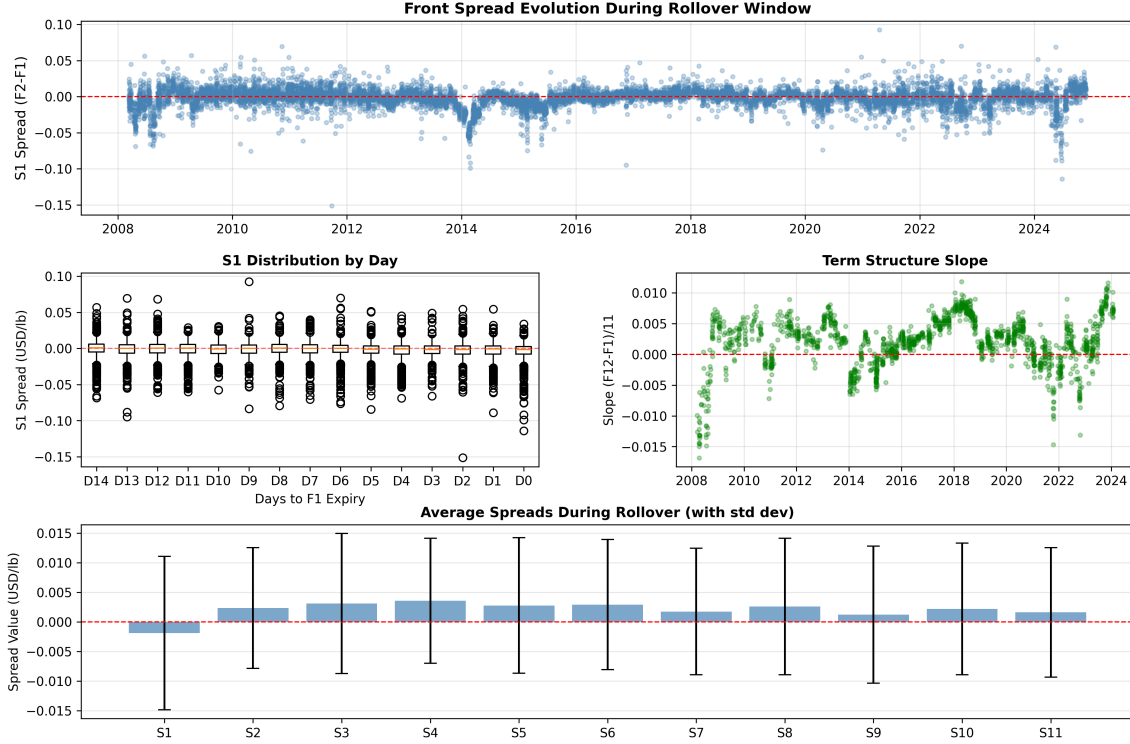 Front Spread Evolution During Rollover Window
S1 Spread (F2-F1)
0.10
0.05
0.00
−0.05
−0.10
−0.15
2008 2010 2012 2014 2016 2018 2020 2022 2024
S1 Distribution by Day
S1 Spread (USD/lb)
0.10
0.05
0.00
−0.05
−0.10
−0.15
D14 D13 D12 D11 D10 D9 D8 D7 D6 D5 D4 D3 D2 D1 D0
Days to F1 Expiry
Term Structure Slope
Slope (F12-F1)/11
0.010
0.005
0.000
−0.005
−0.010
−0.015
2008 2010 2012 2014 2016 2018 2020 2022 2024
Average Spreads During Rollover (with std dev)
Spread Value (USD/lb)
0.015
0.010
0.005
0.000
−0.005
−0.010
−0.015
S1 S2 S3 S4 S5 S6 S7 S8 S9 S10 S11